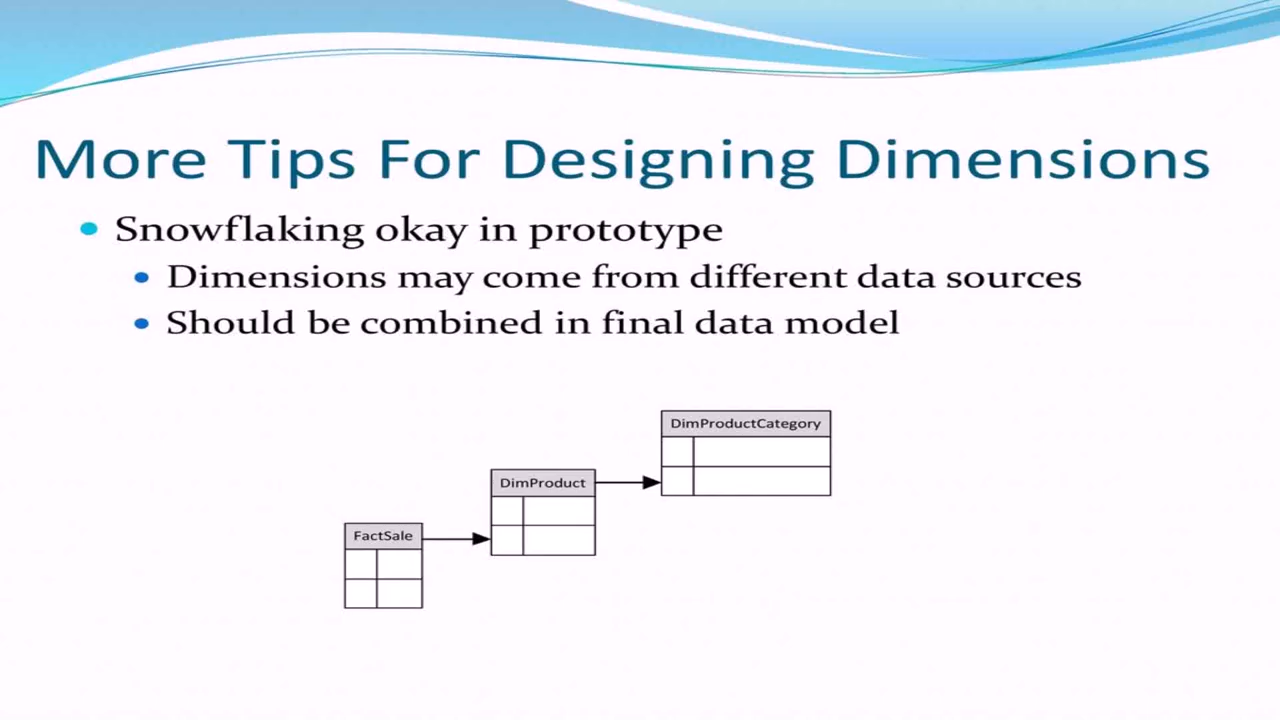 More Tips For Designing Dimensions
Snowflaking okay in prototype
Dimensions may come from different data sources
Should be combined in final data model
DimProductCategory
DimProduct
FactSale